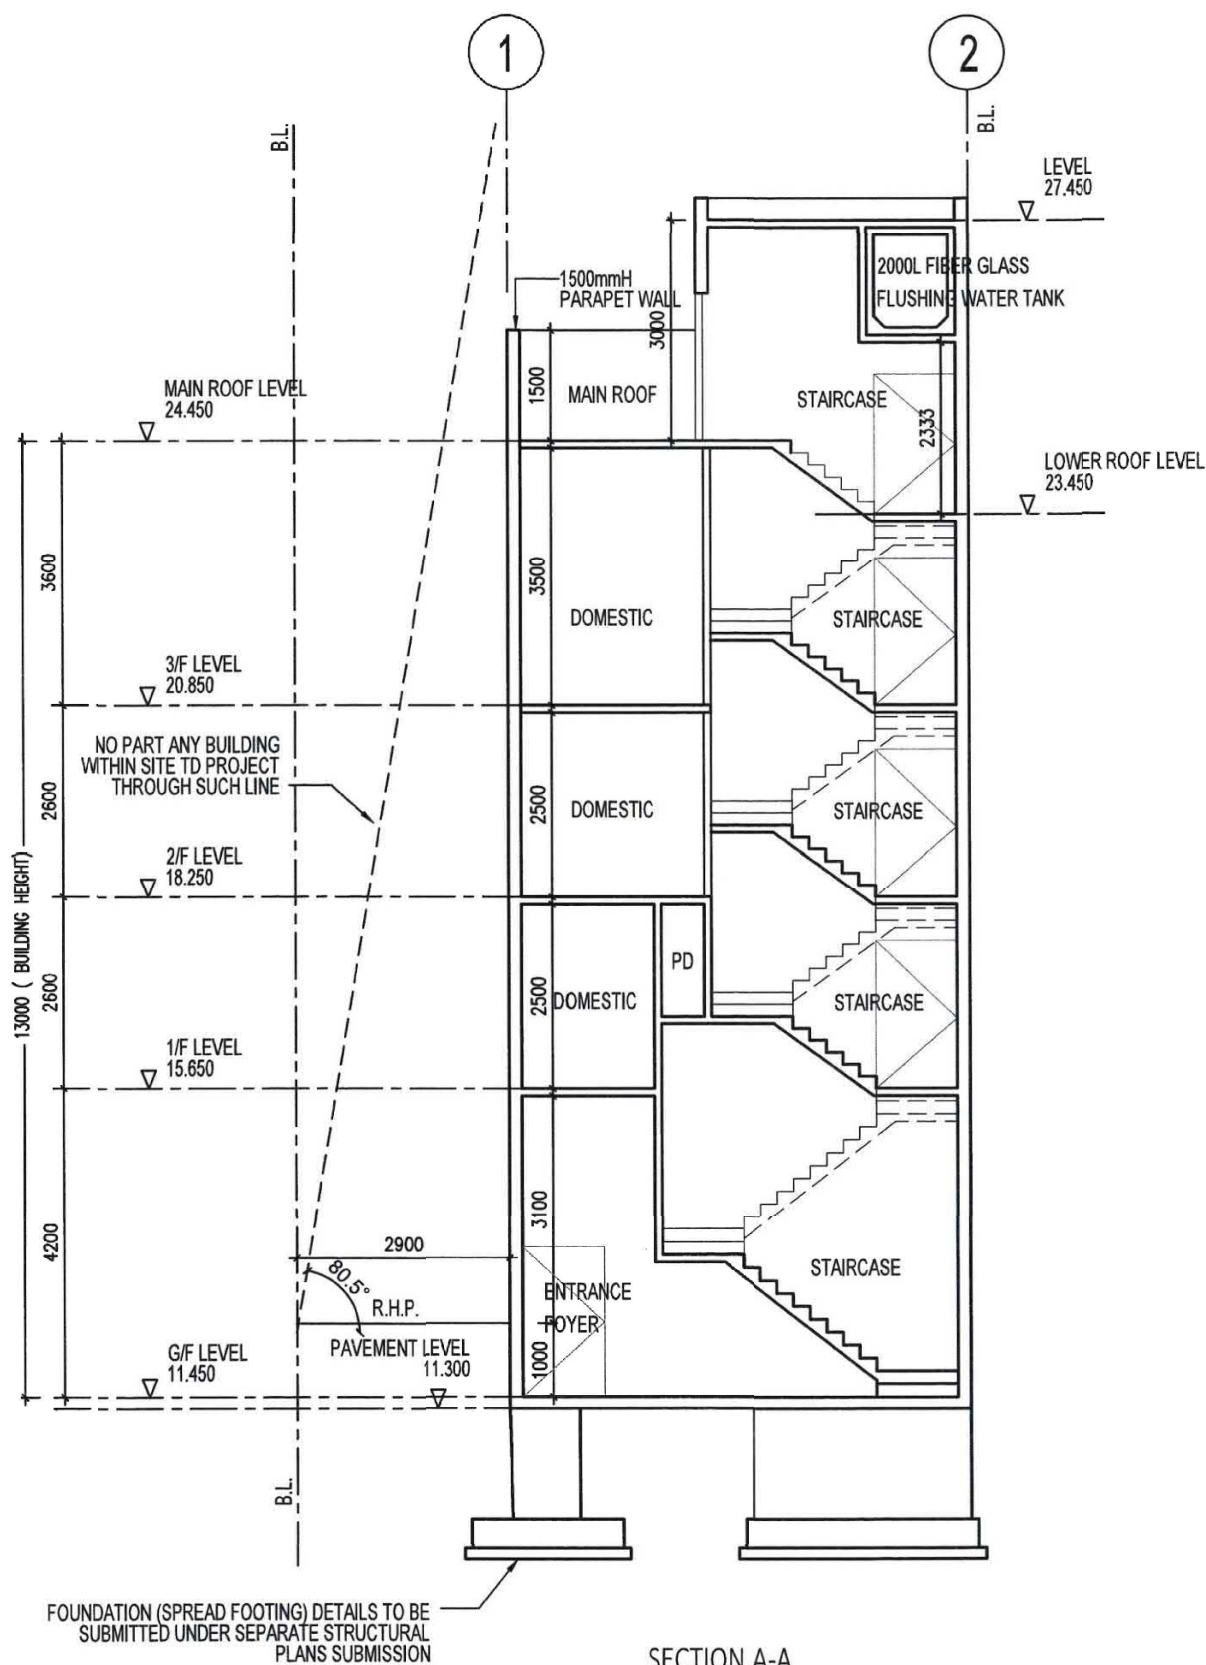 1
2
B.L.
B.L.
LEVEL
27.450
1500mmH
PARAPET WALL
2000L FIBER GLASS
FLUSHING WATER TANK
3000
MAIN ROOF LEVEL
24.450
1500
MAIN ROOF
STAIRCASE
2333
LOWER ROOF LEVEL
23.450
3600
3500
DOMESTIC
STAIRCASE
3/F LEVEL
20.850
NO PART ANY BUILDING
WITHIN SITE TD PROJECT
THROUGH SUCH LINE
2600
2500
DOMESTIC
STAIRCASE
2/F LEVEL
18.250
13000 ( BUILDING HEIGHT)
2600
2500
DOMESTIC
PD
STAIRCASE
1/F LEVEL
15.650
4200
3100
2900
80.5°
R.H.P.
ENTRANCE
FOYER
STAIRCASE
G/F LEVEL
11.450
PAVEMENT LEVEL
11.300
1000
B.L.
FOUNDATION (SPREAD FOOTING) DETAILS TO BE
SUBMITTED UNDER SEPARATE STRUCTURAL
PLANS SUBMISSION
SECTION A-A